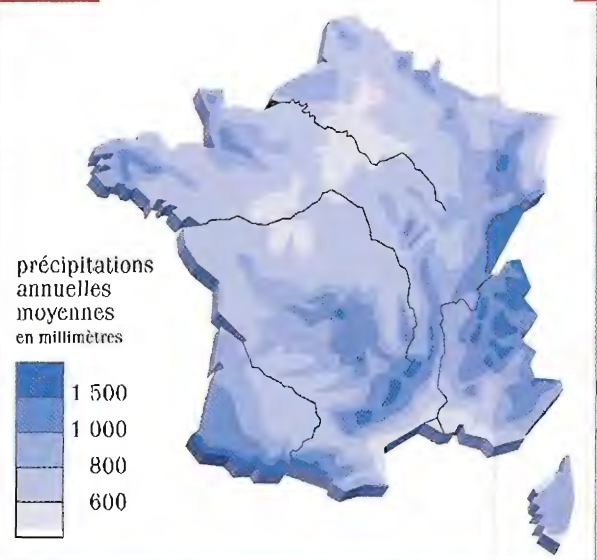 précipitations
annuelles
moyennes
en millimètres
1 500
1 000
800
600